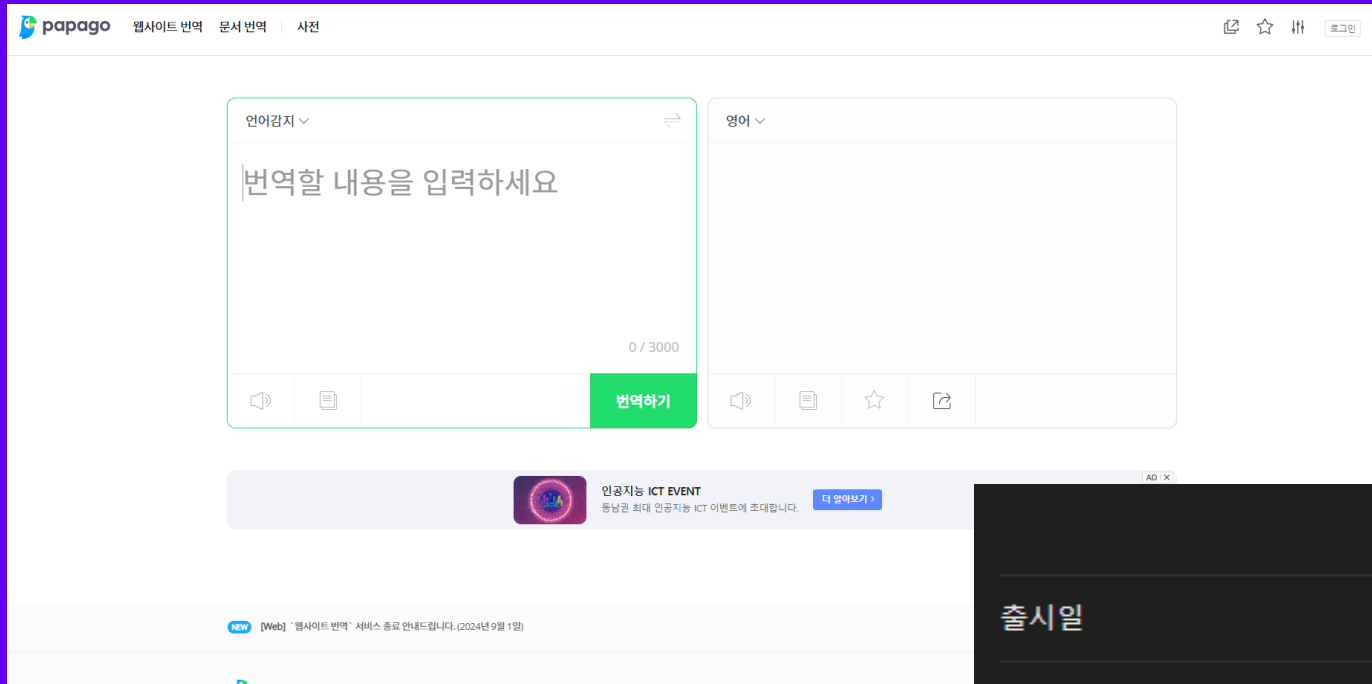 papago 웹사이트 번역 문서 번역 사전 로그인
언어감지
영어
번역할 내용을 입력하세요
0 / 3000
번역하기
인공지능 ICT EVENT
동남권 최대 인공지능 ICT 이벤트에 초대합니다.
더 알아보기 >
AD X
출시일
NEW [Web] `웹사이트 번역` 서비스 종료 안내드립니다. (2024년 9월 1일)